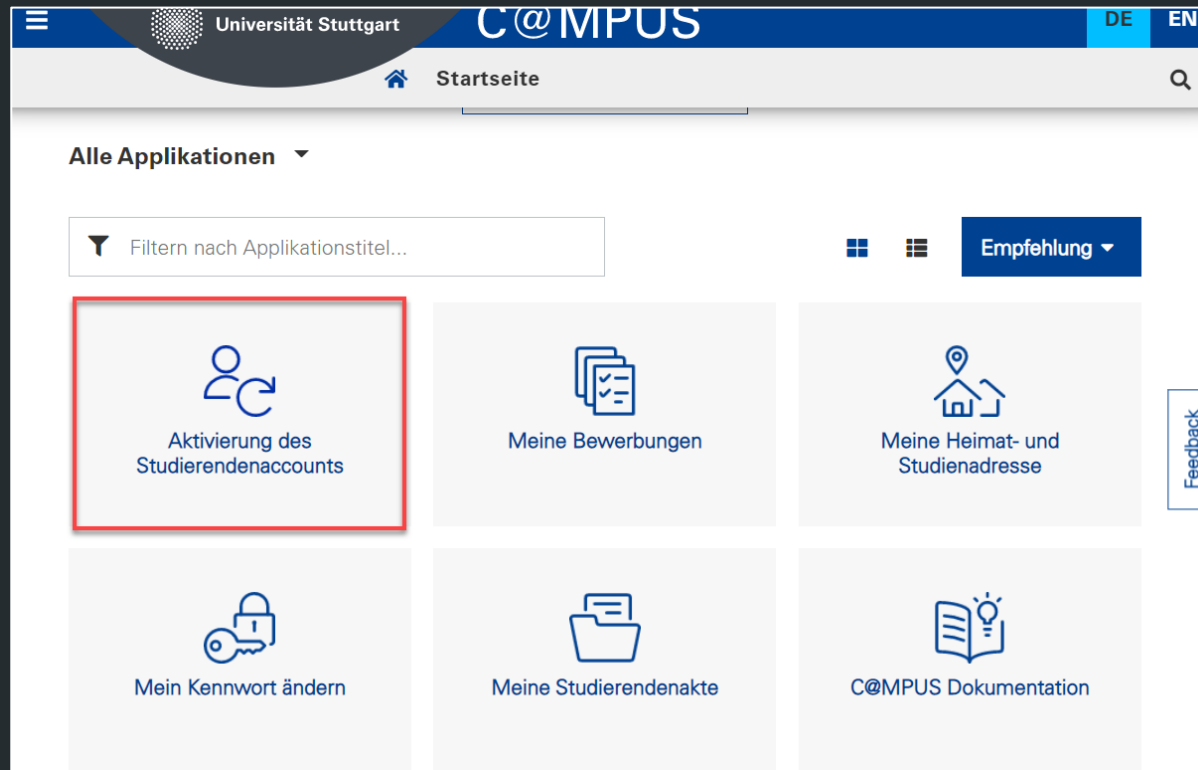 Universität Stuttgart
C@MPUS
DE
EN
Startseite
Alle Applikationen
Filtern nach Applikationstitel...
Empfehlung
Aktivierung des
Studierendenaccounts
Meine Bewerbungen
Meine Heimat- und
Studienadresse
Feedback
Mein Kennwort ändern
Meine Studierendenakte
C@MPUS Dokumentation